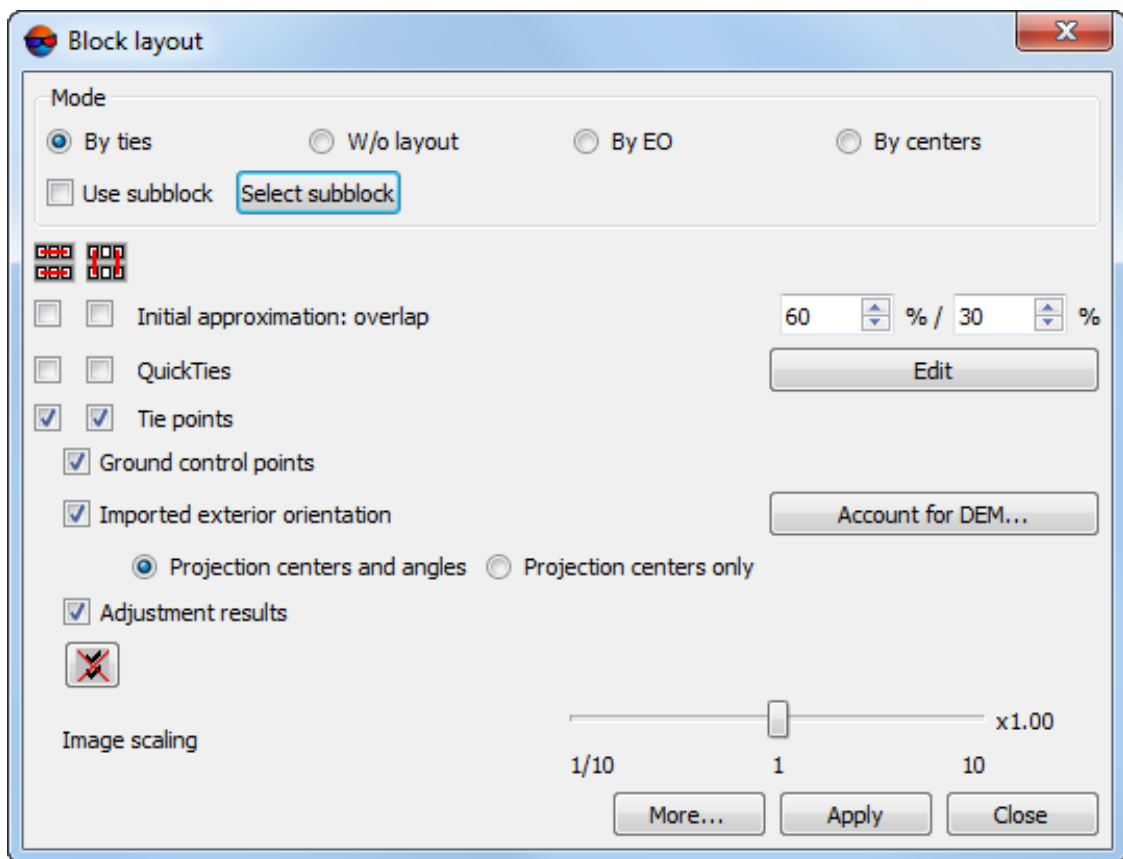 Block layout
Mode
By ties W/o layout By EO By centers
Use subblock Select subblock
Initial approximation: overlap 60 % / 30 %
QuickTies Edit
Tie points
Ground control points
Imported exterior orientation Account for DEM...
Projection centers and angles Projection centers only
Adjustment results
Image scaling x1.00
1/10 1 10
More... Apply Close